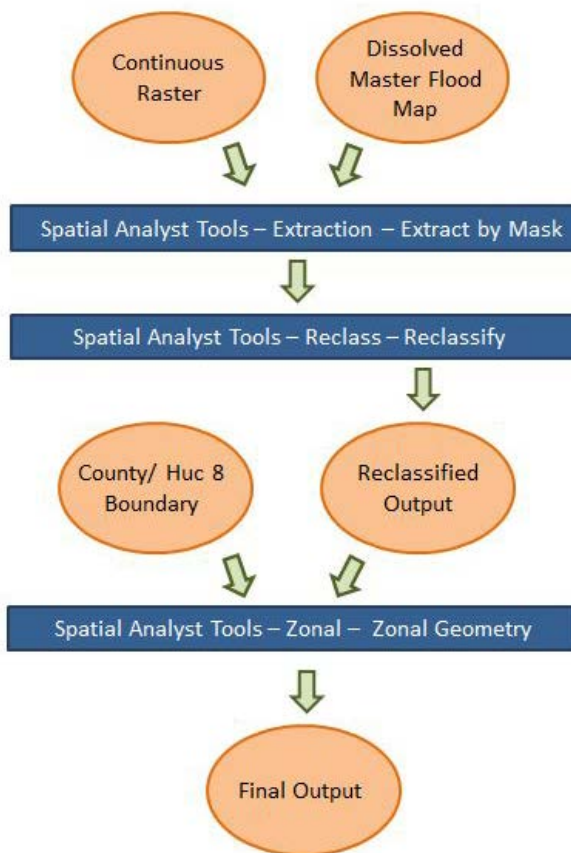 Continuous
Raster
Dissolved
Master Flood
Map
Spatial Analyst Tools – Extraction – Extract by Mask
Spatial Analyst Tools – Reclass – Reclassify
County/ Huc 8
Boundary
Reclassified
Output
Spatial Analyst Tools – Zonal – Zonal Geometry
Final Output